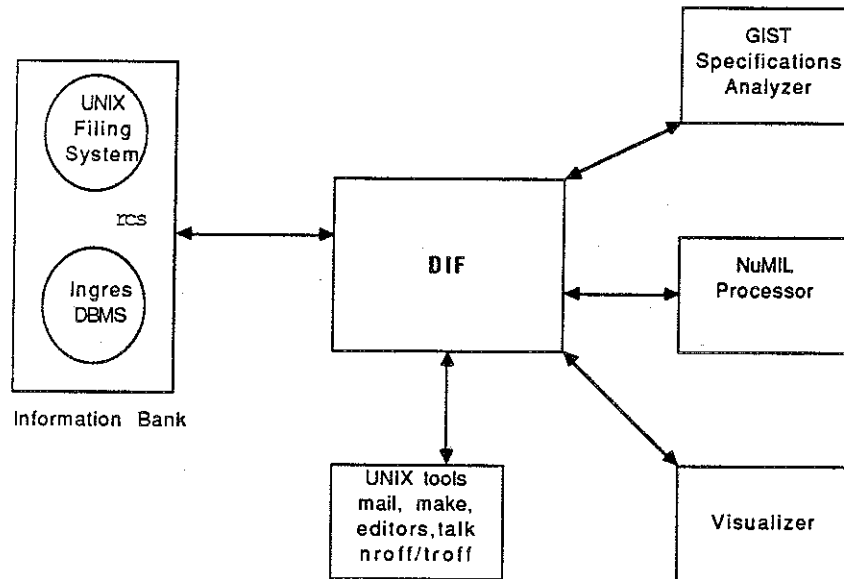 UNIX
Filing
System
rcs
Ingres
DBMS
Information Bank
DIF
UNIX tools
mail, make,
editors,talk
nroff/troff
GIST
Specifications
Analyzer
NuMIL
Processor
Visualizer